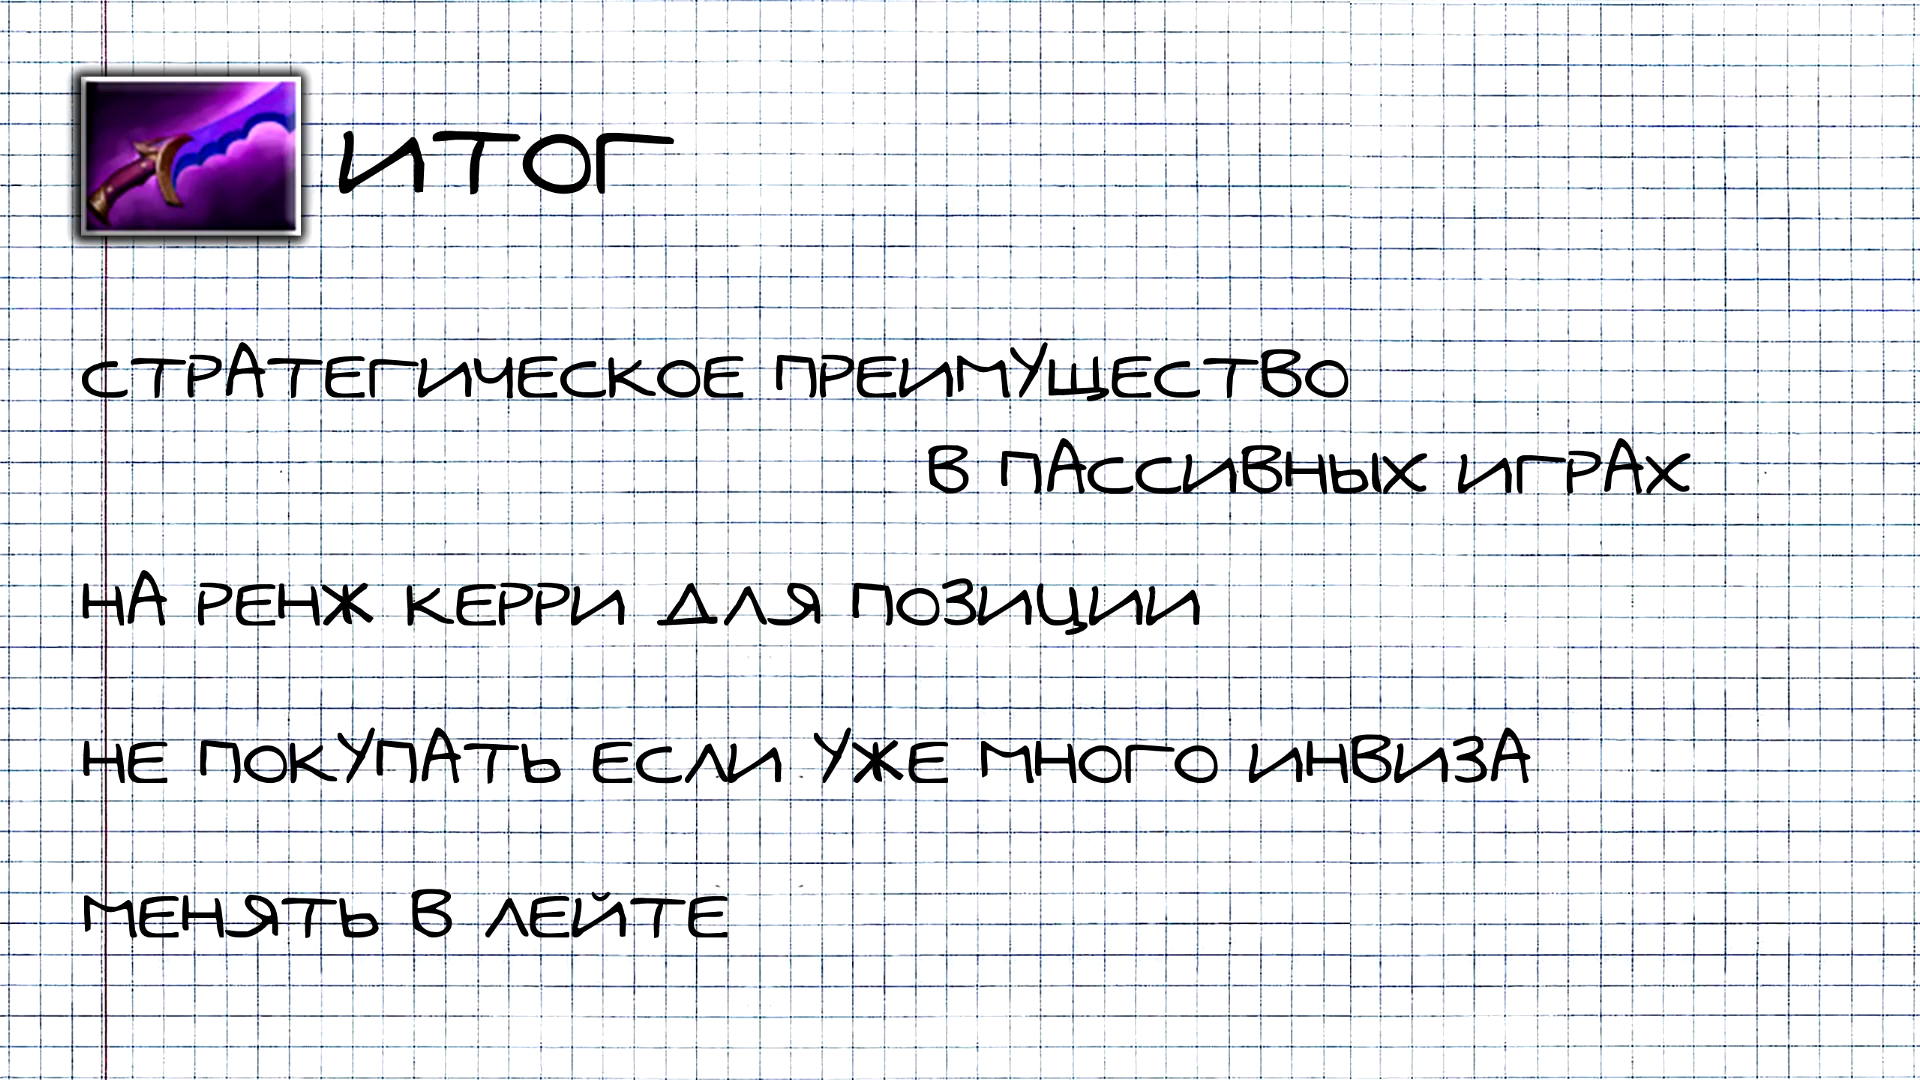 ИТОГ
СТРАТЕГИЧЕСКОЕ ПРЕИМУЩЕСТВО
В ПАССИВНЫХ ИГРАХ
НА РЕНЖ КЕРРИ ДЛЯ ПОЗИЦИИ
НЕ ПОКУПАТЬ ЕСЛИ УЖЕ МНОГО ИНВИЗА
МЕНЯТЬ В ЛЕЙТЕ